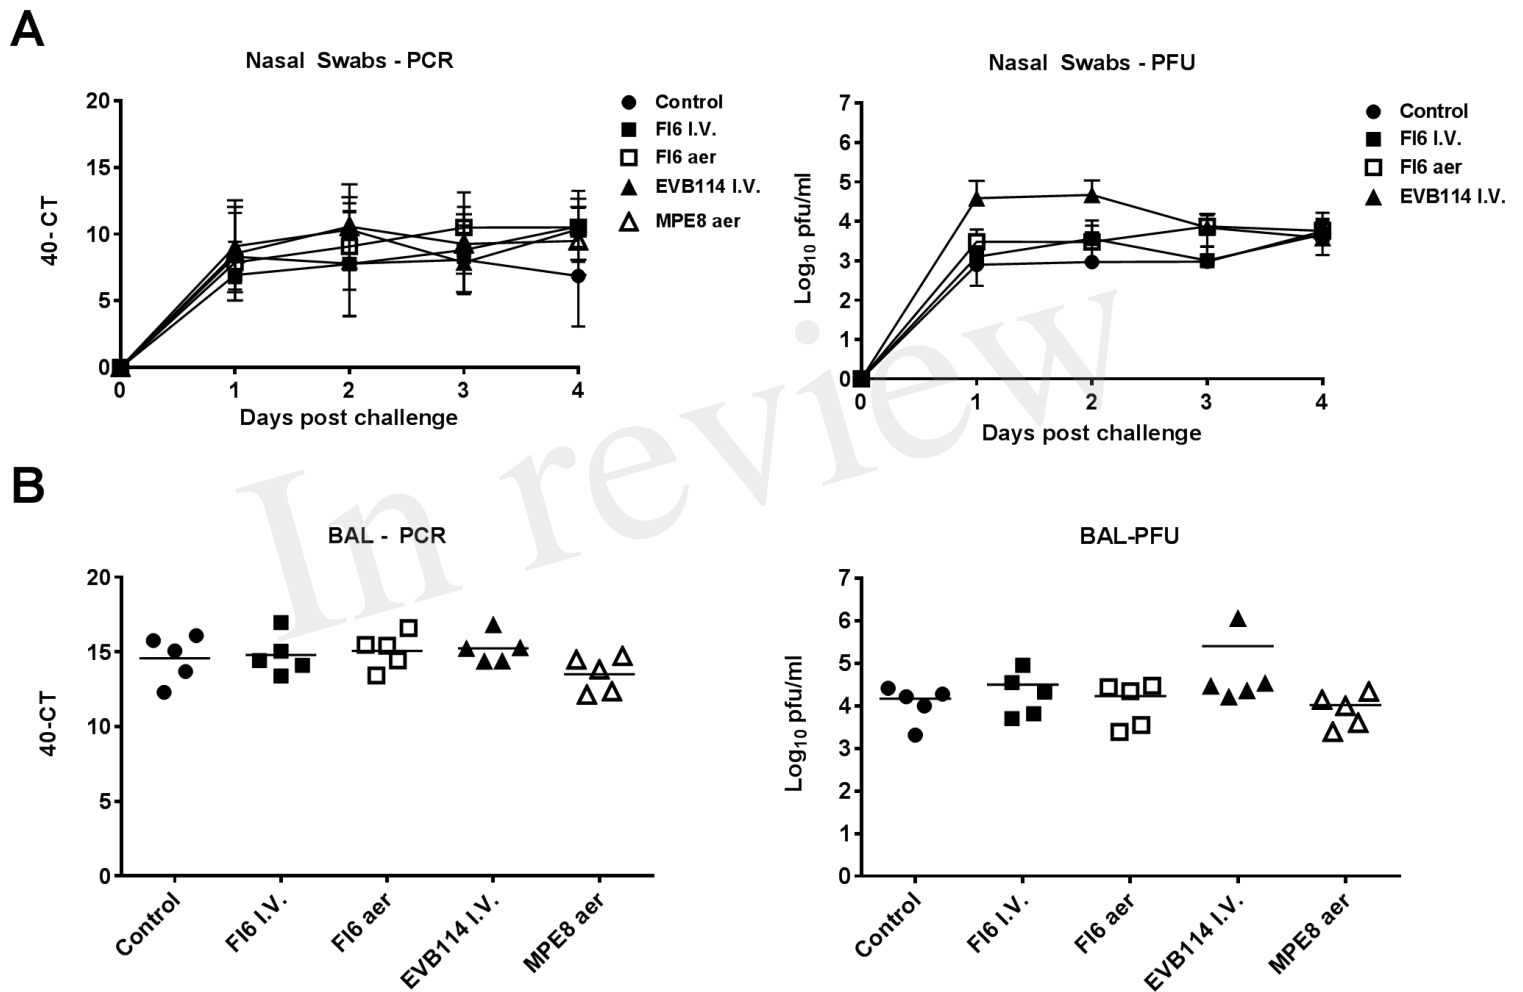 A
Nasal Swabs - PCR
20
15
10
5
0
40- CT
0 1 2 3 4
Days post challenge
Control
FI6 I.V.
FI6 aer
EVB114 I.V.
MPE8 aer
Nasal Swabs - PFU
7
6
5
4
3
2
1
0
Log10 pfu/ml
0 1 2 3 4
Days post challenge
Control
FI6 I.V.
FI6 aer
EVB114 I.V.
In review
B
BAL - PCR
20
15
10
5
0
40-CT
Control
FI6 I.V.
FI6 aer
EVB114 I.V.
MPE8 aer
BAL-PFU
7
6
5
4
3
2
1
0
Log10 pfu/ml
Control
FI6 I.V.
FI6 aer
EVB114 I.V.
MPE8 aer